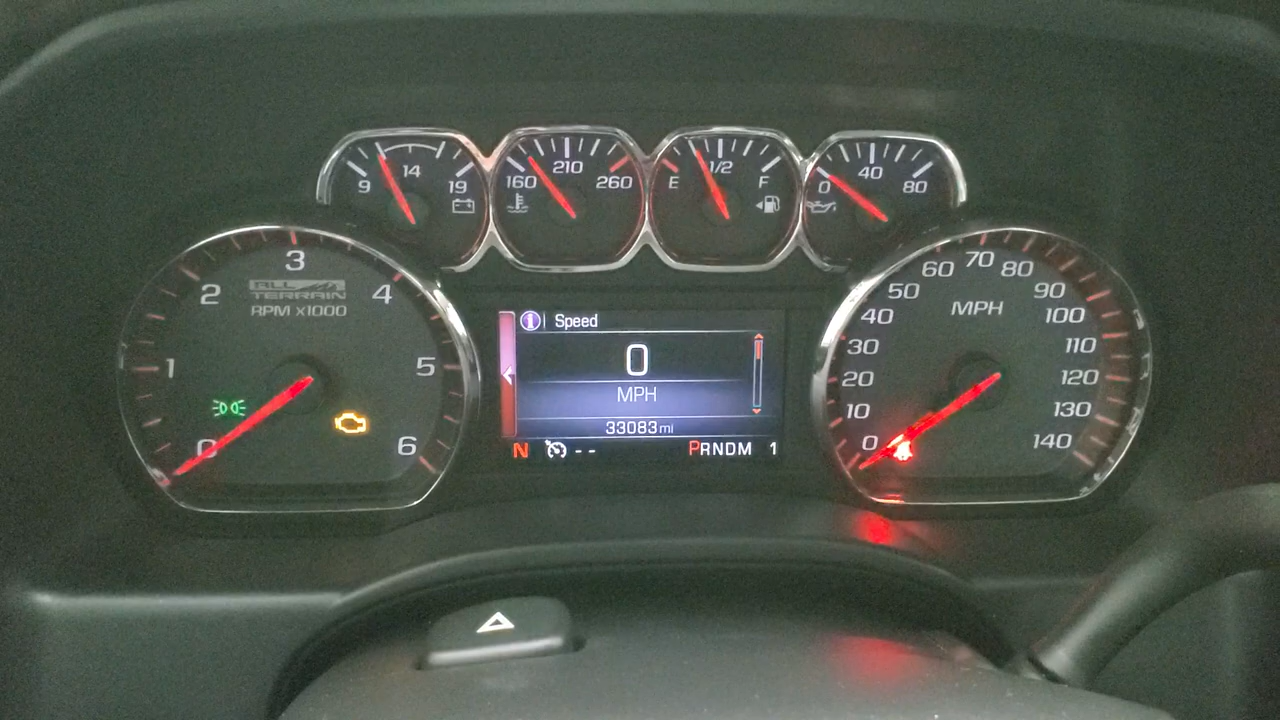 9 14 19
160 210 260
E 1/2 F
0 40 80
0 1 2 3 4 5 6
ALL
TERRAIN
RPM x1000
i Speed
0
MPH
33083 mi
N -- PRNDM 1
0 10 20 30 40 50 60 70 80 90 100 110 120 130 140
MPH